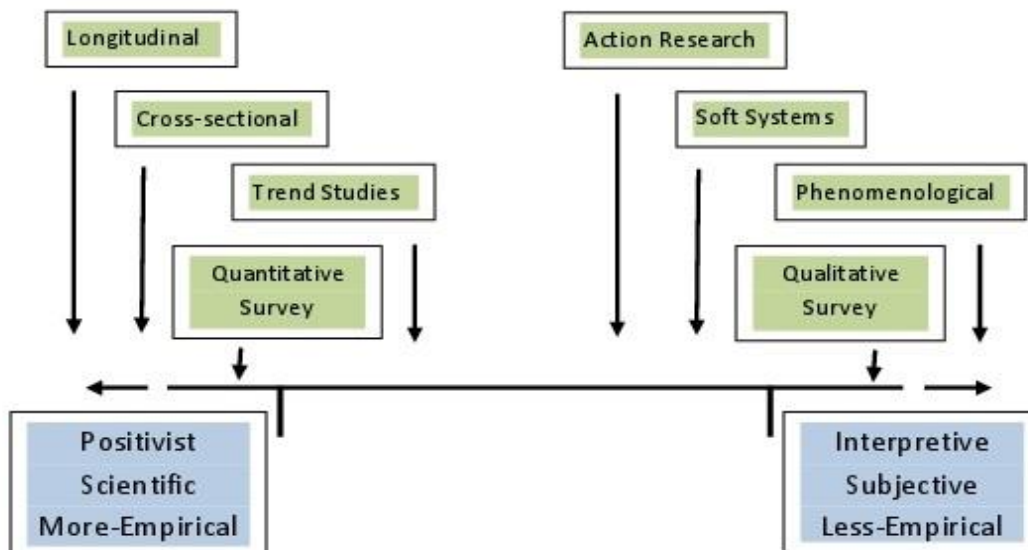 Longitudinal
Action Research
Cross-sectional
Soft Systems
Trend Studies
Phenomenological
Quantitative
Survey
Qualitative
Survey
Positivist
Scientific
More-Empirical
Interpretive
Subjective
Less-Empirical